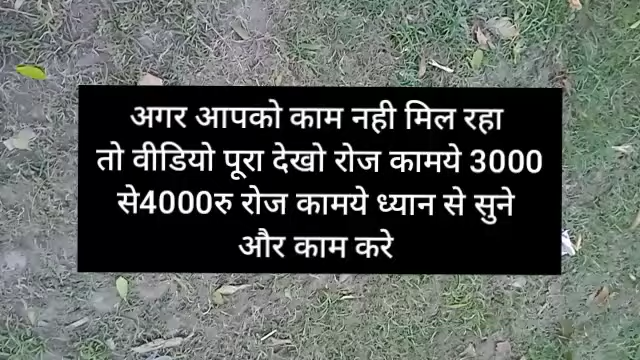 अगर आपको काम नही मिल रहा
तो वीडियो पूरा देखो रोज कामये 3000
से4000रु रोज कामये ध्यान से सुने
और काम करे